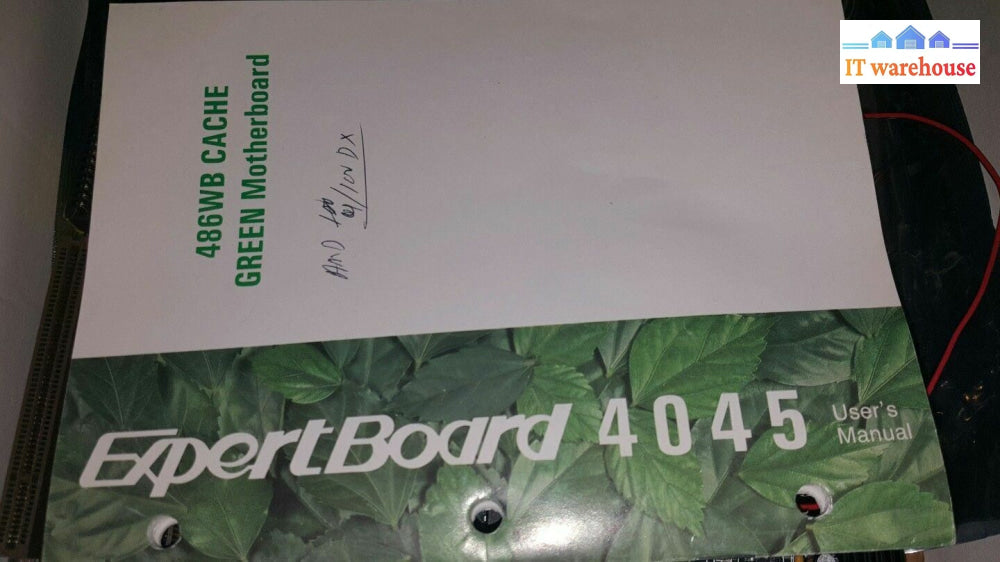 IT warehouse
486WB CACHE
GREEN Motherboard
AMD
ExpertBoard 4045
User's
Manual